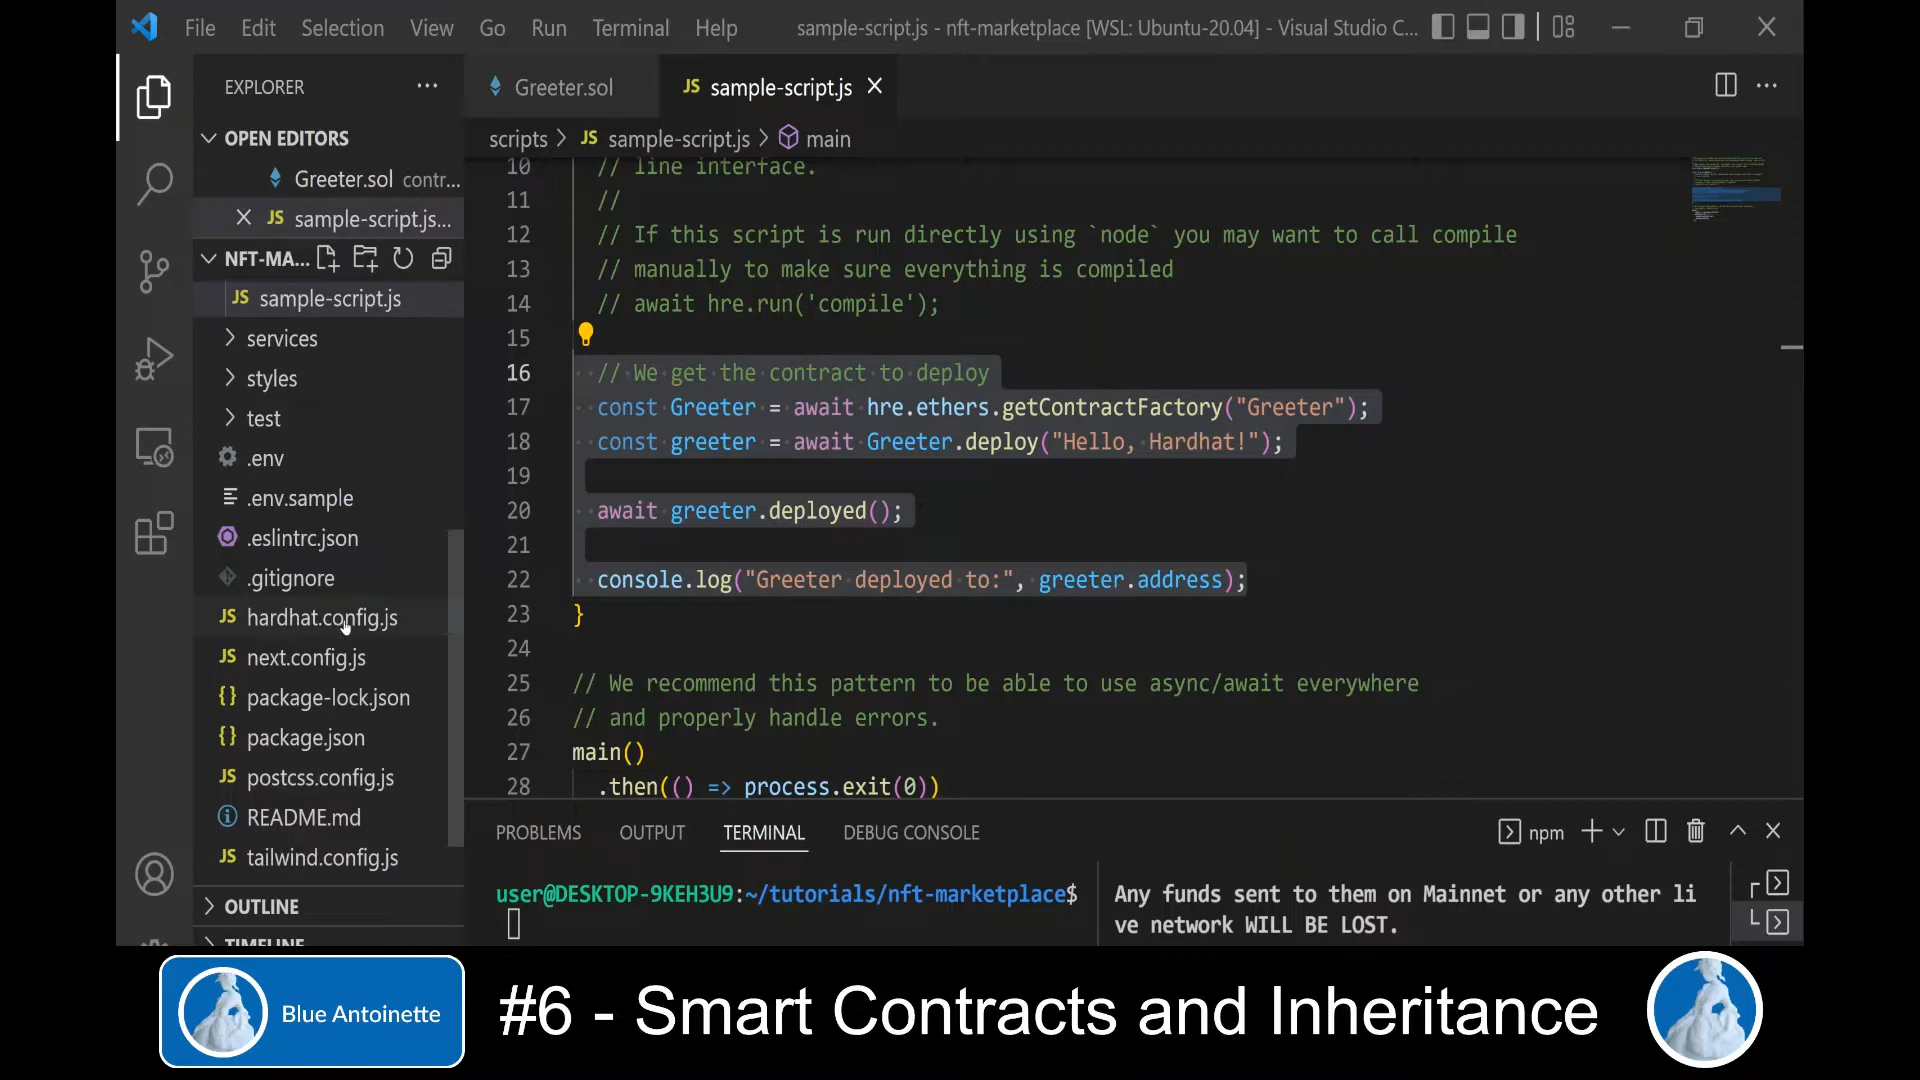 File Edit Selection View Go Run Terminal Help sample-script.js - nft-marketplace [WSL: Ubuntu-20.04] - Visual Studio C...
EXPLORER
OPEN EDITORS
Greeter.sol contr...
JS sample-script.js...
NFT-MA...
JS sample-script.js
services
styles
test
.env
.env.sample
.eslintrc.json
.gitignore
JS hardhat.config.js
JS next.config.js
{} package-lock.json
{} package.json
JS postcss.config.js
README.md
JS tailwind.config.js
OUTLINE
TIMELINE
Greeter.sol JS sample-script.js
scripts > JS sample-script.js > main
10 // line interface.
11 //
12 // If this script is run directly using `node` you may want to call compile
13 // manually to make sure everything is compiled
14 // await hre.run('compile');
15
16 // We get the contract to deploy
17 const Greeter = await hre.ethers.getContractFactory("Greeter");
18 const greeter = await Greeter.deploy("Hello, Hardhat!");
19
20 await greeter.deployed();
21
22 console.log("Greeter deployed to:", greeter.address);
23 }
24
25 // We recommend this pattern to be able to use async/await everywhere
26 // and properly handle errors.
27 main()
28 .then(() => process.exit(0))
PROBLEMS OUTPUT TERMINAL DEBUG CONSOLE npm
user@DESKTOP-9KEH3U9:~/tutorials/nft-marketplace$
Any funds sent to them on Mainnet or any other li
ve network WILL BE LOST.
Blue Antoinette
#6 - Smart Contracts and Inheritance